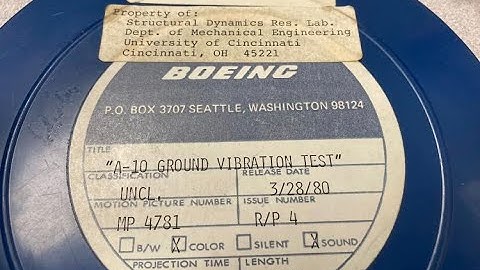 Property of:
Structural Dynamics Res. Lab.
Dept. of Mechanical Engineering
University of Cincinnati
Cincinnati, OH 45221
BOEING
P.O. BOX 3707 SEATTLE, WASHINGTON 98124
TITLE
"A-10 GROUND VIBRATION TEST"
CLASSIFICATION RELEASE DATE
UNCL. 3/28/80
MOTION PICTURE NUMBER ISSUE NUMBER
MP 4781 R/P 4
B/W X COLOR SILENT X SOUND
PROJECTION TIME LENGTH